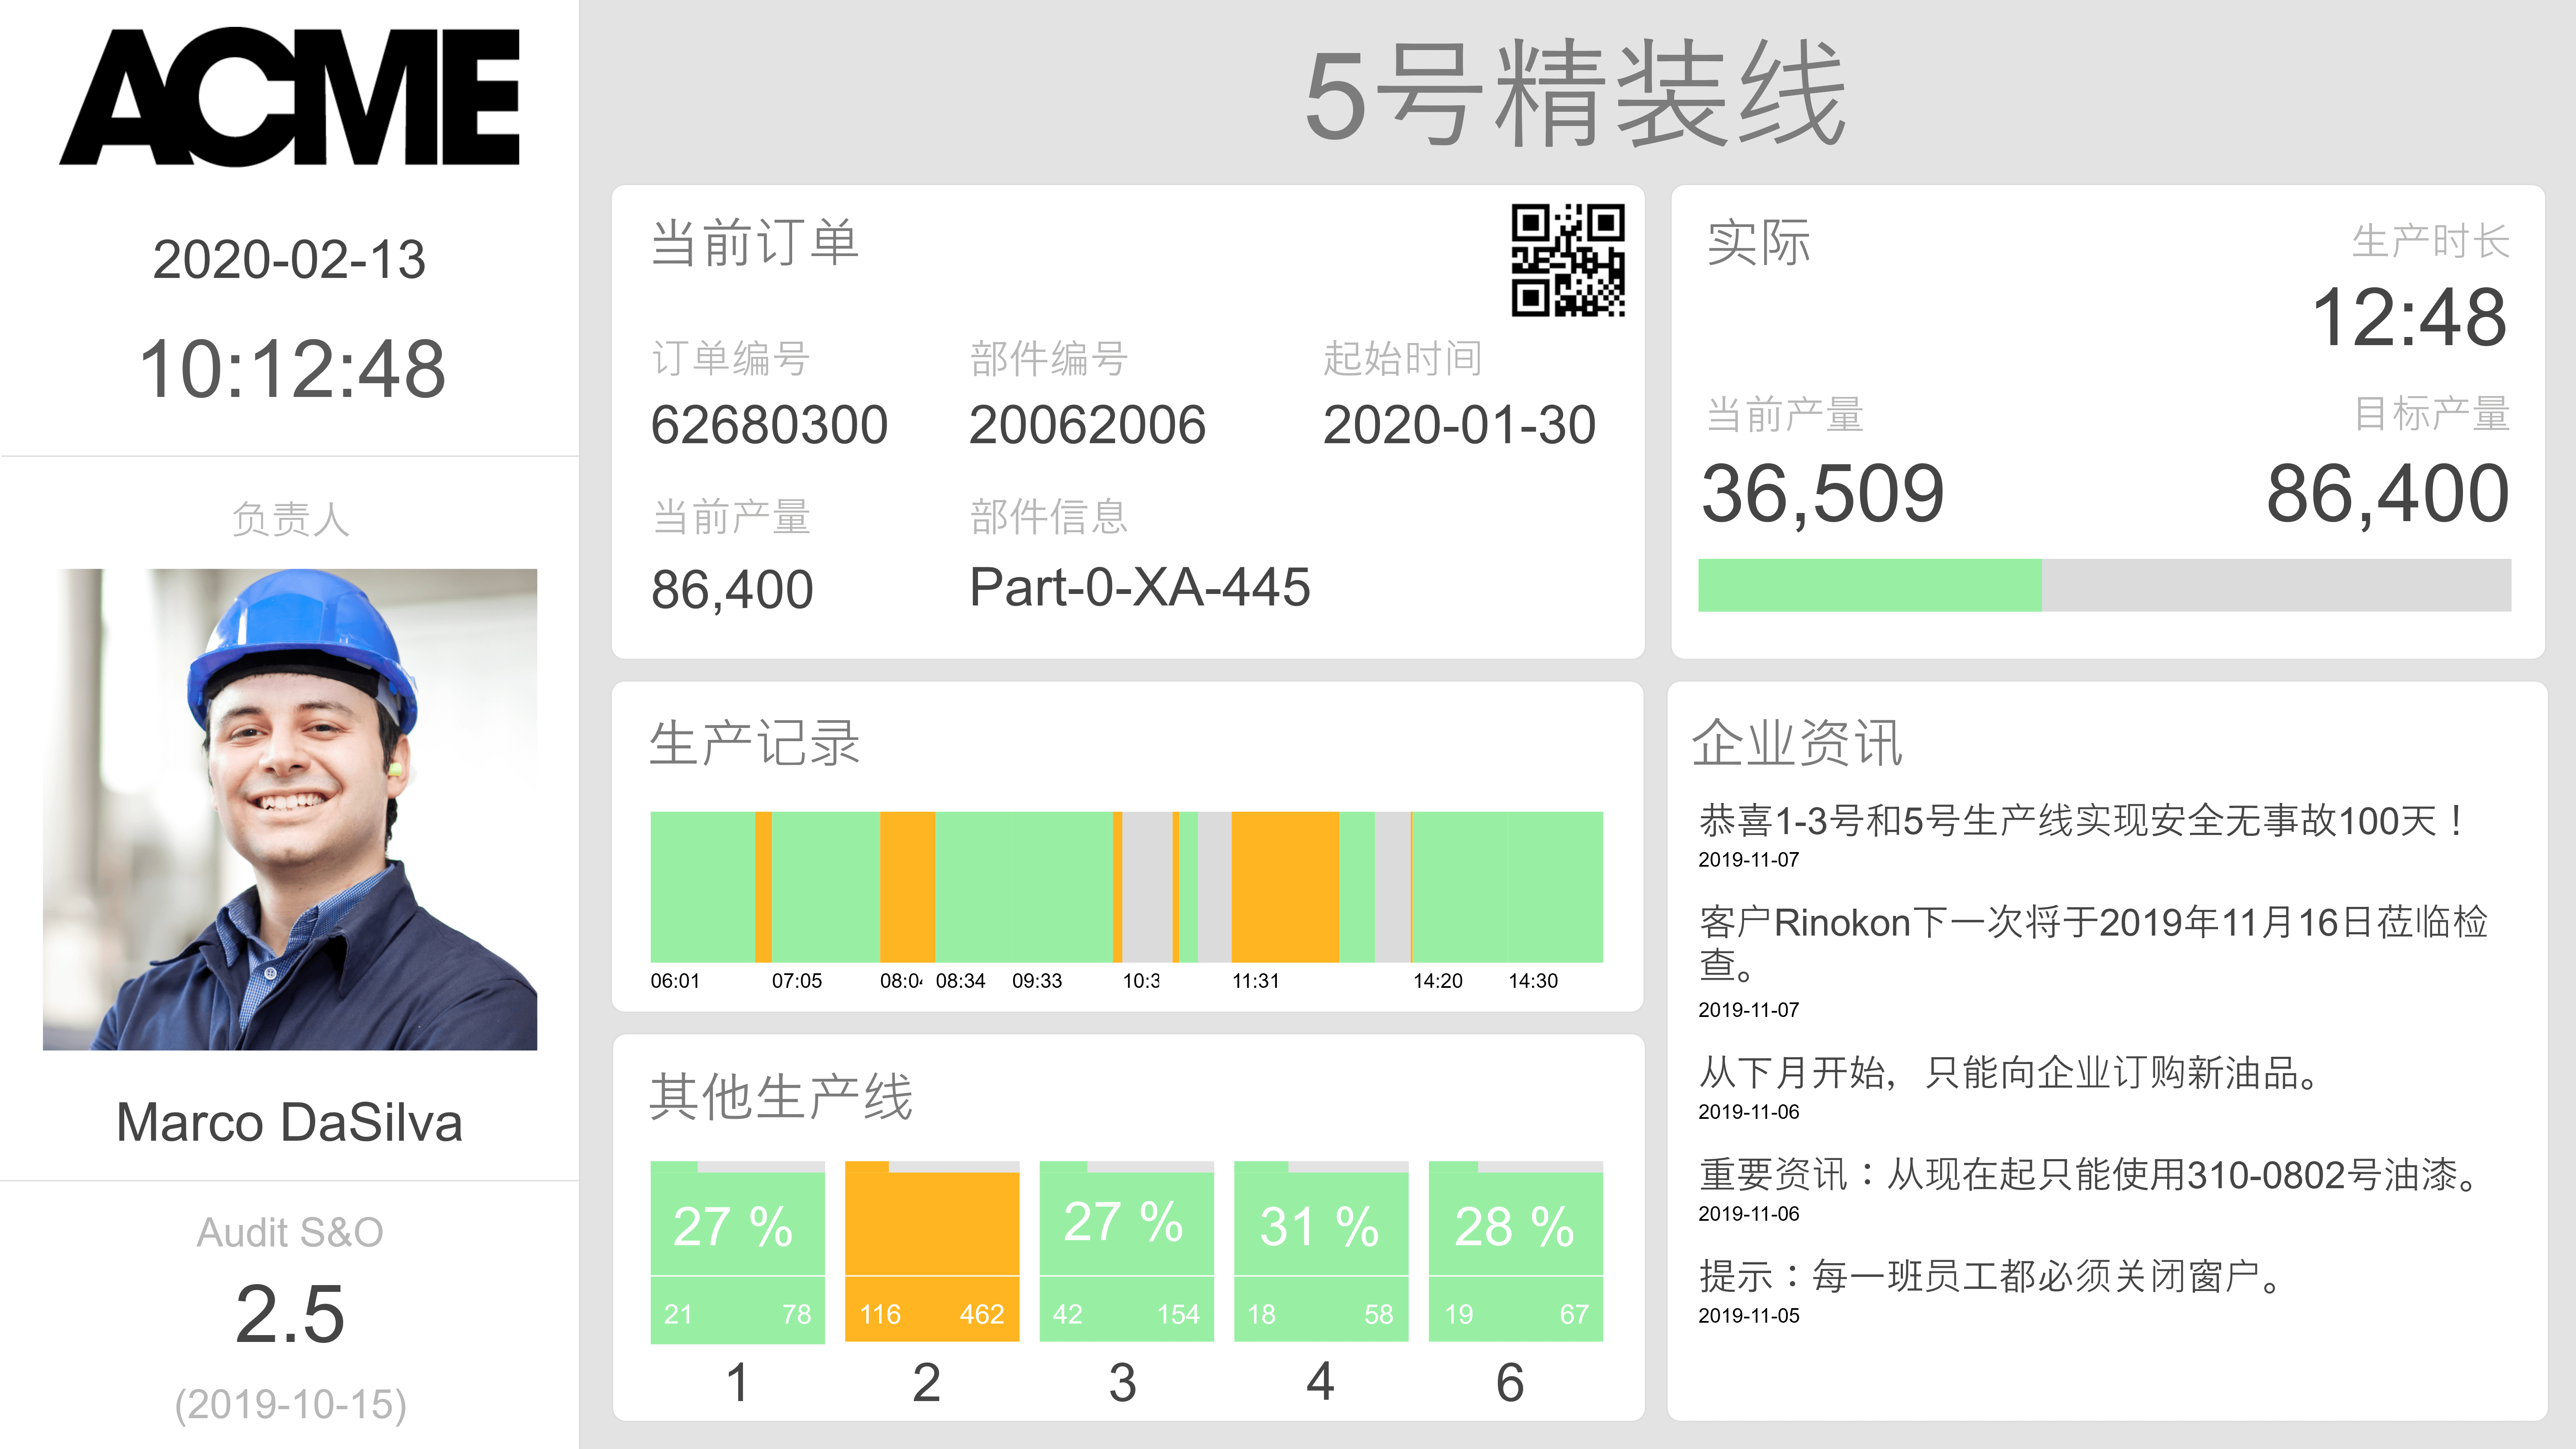 ACME
2020-02-13
10:12:48
负责人
Marco DaSilva
Audit S&O
2.5
(2019-10-15)
5号精装线
当前订单
订单编号 部件编号 起始时间
62680300 20062006 2020-01-30
当前产量 部件信息
86,400 Part-0-XA-445
实际
生产时长
12:48
当前产量 目标产量
36,509 86,400
生产记录
06:01 07:05 08:0 08:34 09:33 10:3 11:31 14:20 14:30
其他生产线
27 % 27 % 31 % 28 %
21 78 116 462 42 154 18 58 19 67
1 2 3 4 6
企业资讯
恭喜1-3号和5号生产线实现安全无事故100天！
2019-11-07
客户Rinokon下一次将于2019年11月16日莅临检
查。
2019-11-07
从下月开始，只能向企业订购新油品。
2019-11-06
重要资讯：从现在起只能使用310-0802号油漆。
2019-11-06
提示：每一班员工都必须关闭窗户。
2019-11-05